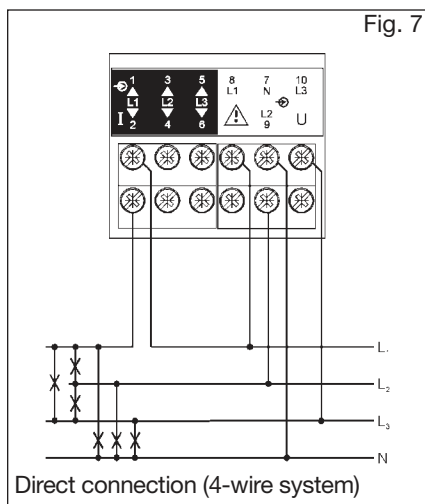 Fig. 7
1 3 5 8 7 10
L1 N L3
L1 L2 L3
I 2 4 6 L2 U
9
L₁
L₂
L₃
N
Direct connection (4-wire system)